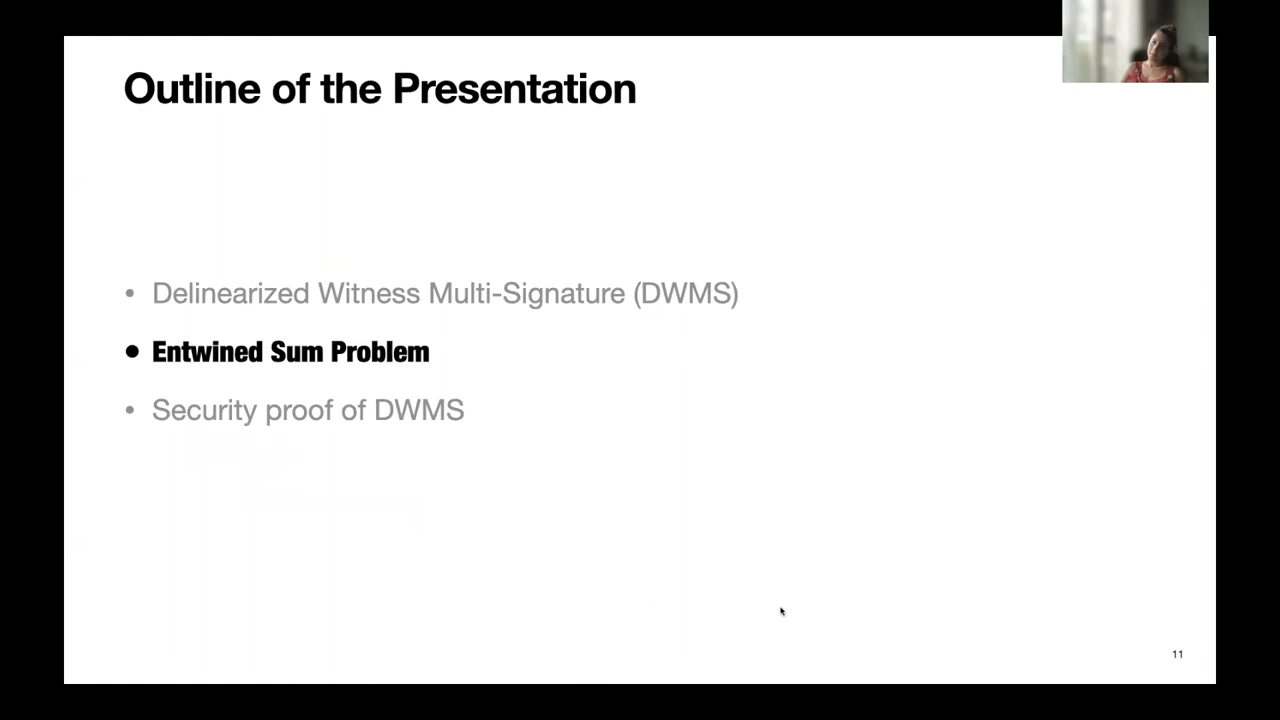 Outline of the Presentation
• Delinearized Witness Multi-Signature (DWMS)
• Entwined Sum Problem
• Security proof of DWMS
11